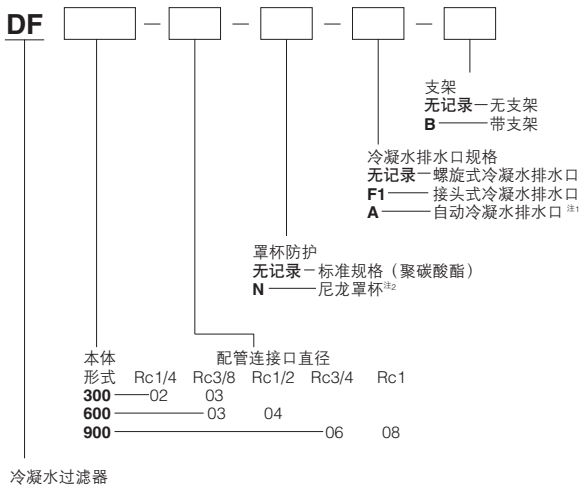 DF — — — —
支架
无记录—无支架
B——带支架
冷凝水排水口规格
无记录—螺旋式冷凝水排水口
F1——接头式冷凝水排水口
A——自动冷凝水排水口 注1
罩杯防护
无记录—标准规格（聚碳酸酯）
N——尼龙罩杯注2
本体 配管连接口直径
形式 Rc1/4 Rc3/8 Rc1/2 Rc3/4 Rc1
300——02 03
600——03 04
900——06 08
冷凝水过滤器